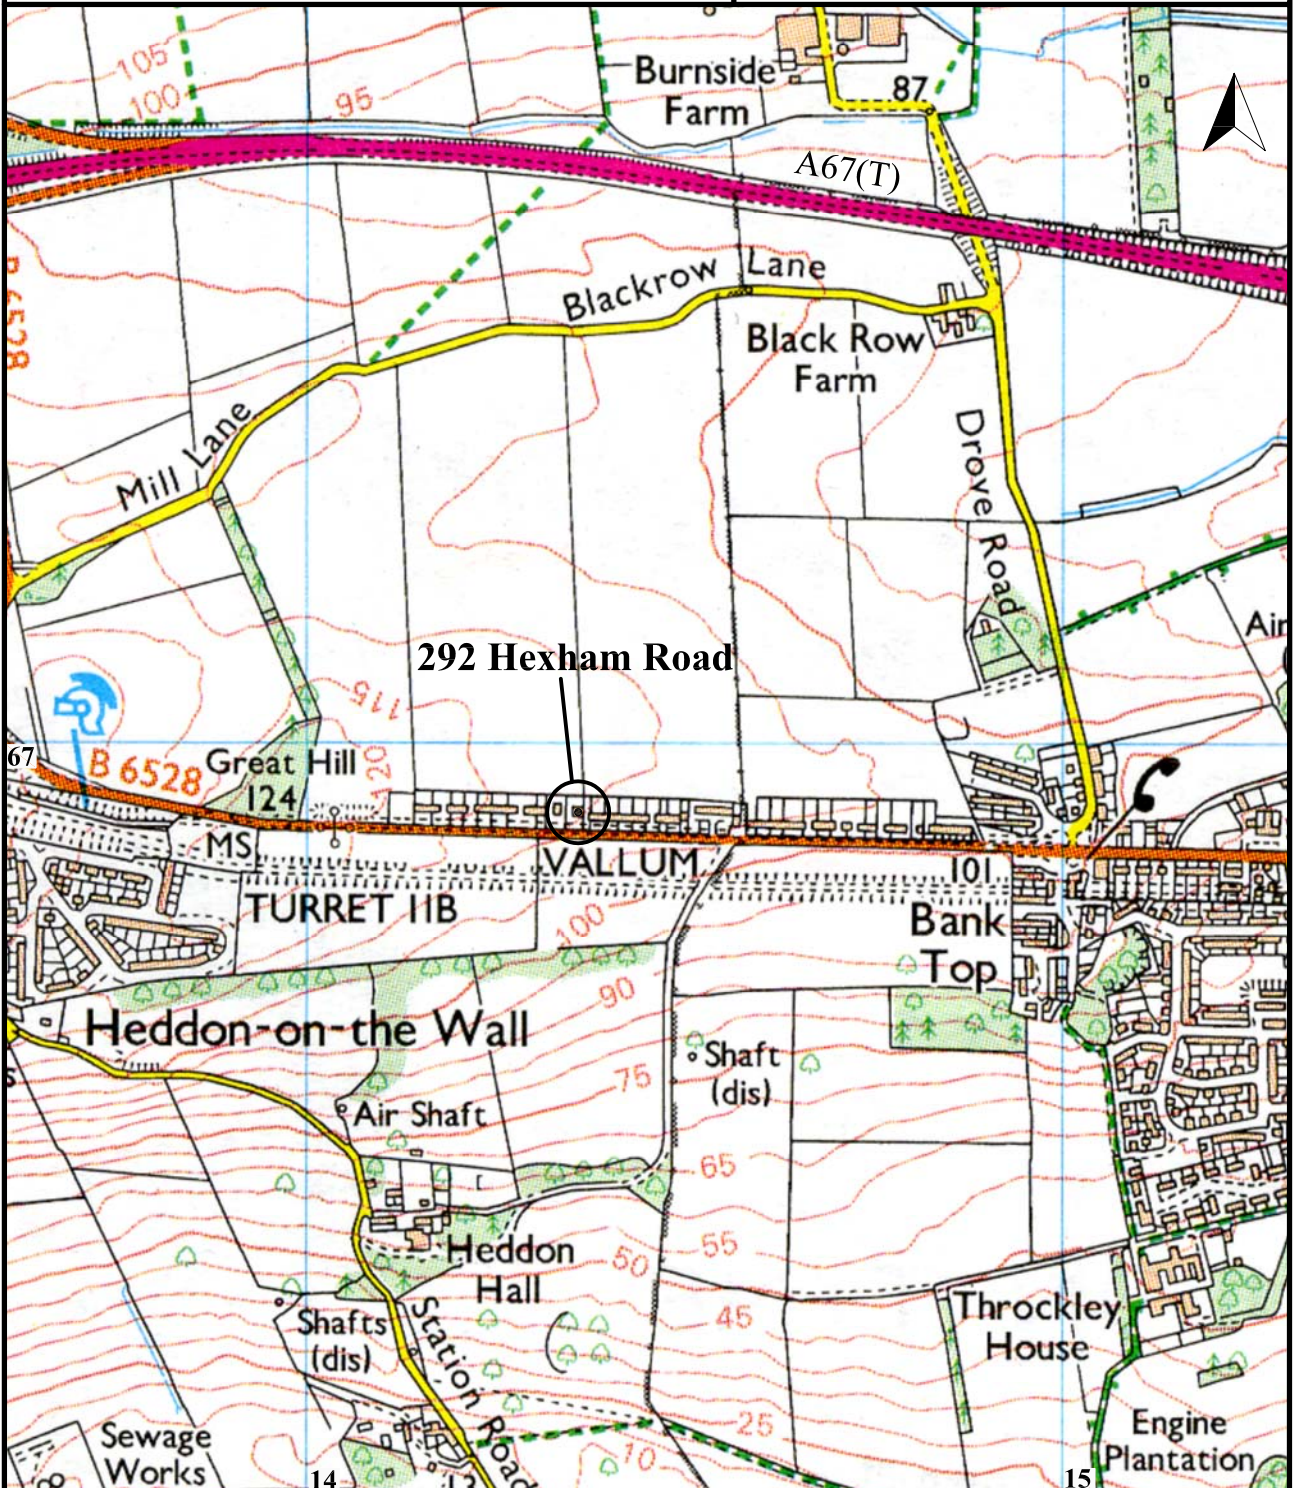 105
100
95
Burnside
Farm
87
A67(T)
B 6528
Blackrow Lane
Black Row
Farm
Mill Lane
Drove Road
Air
292 Hexham Road
115
120
67
B 6528
Great Hill
124
MS
VALLUM
101
TURRET 11B
100
Bank
Top
90
Heddon-on-the Wall
s
75
Shaft
(dis)
Air Shaft
65
55
50
Heddon
Hall
45
Throckley
House
Shafts
(dis)
Station Road
25
10
Sewage
Works
Engine
Plantation
14
13
15